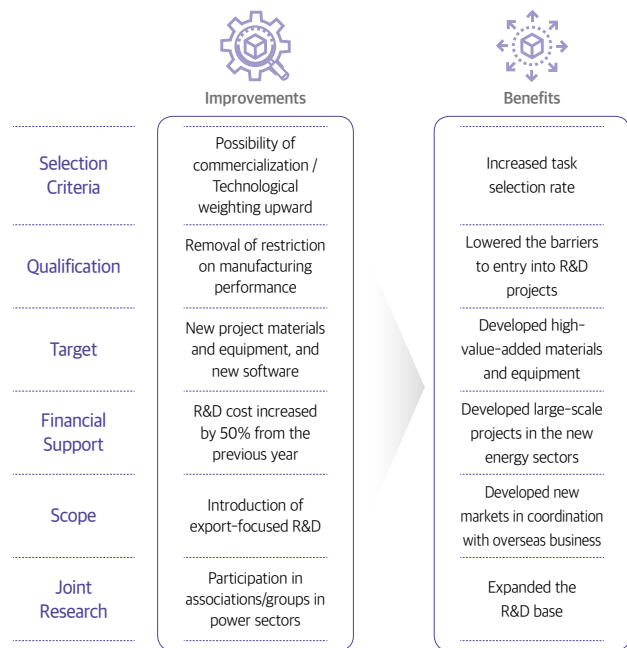 Improvements
Benefits
Selection
Criteria
Possibility of
commercialization /
Technological
weighting upward
Increased task
selection rate
Qualification
Removal of restriction
on manufacturing
performance
Lowered the barriers
to entry into R&D
projects
Target
New project materials
and equipment, and
new software
Developed high-
value-added materials
and equipment
Financial
Support
R&D cost increased
by 50% from the
previous year
Developed large-scale
projects in the new
energy sectors
Scope
Introduction of
export-focused R&D
Developed new
markets in coordination
with overseas business
Joint
Research
Participation in
associations/groups in
power sectors
Expanded the
R&D base